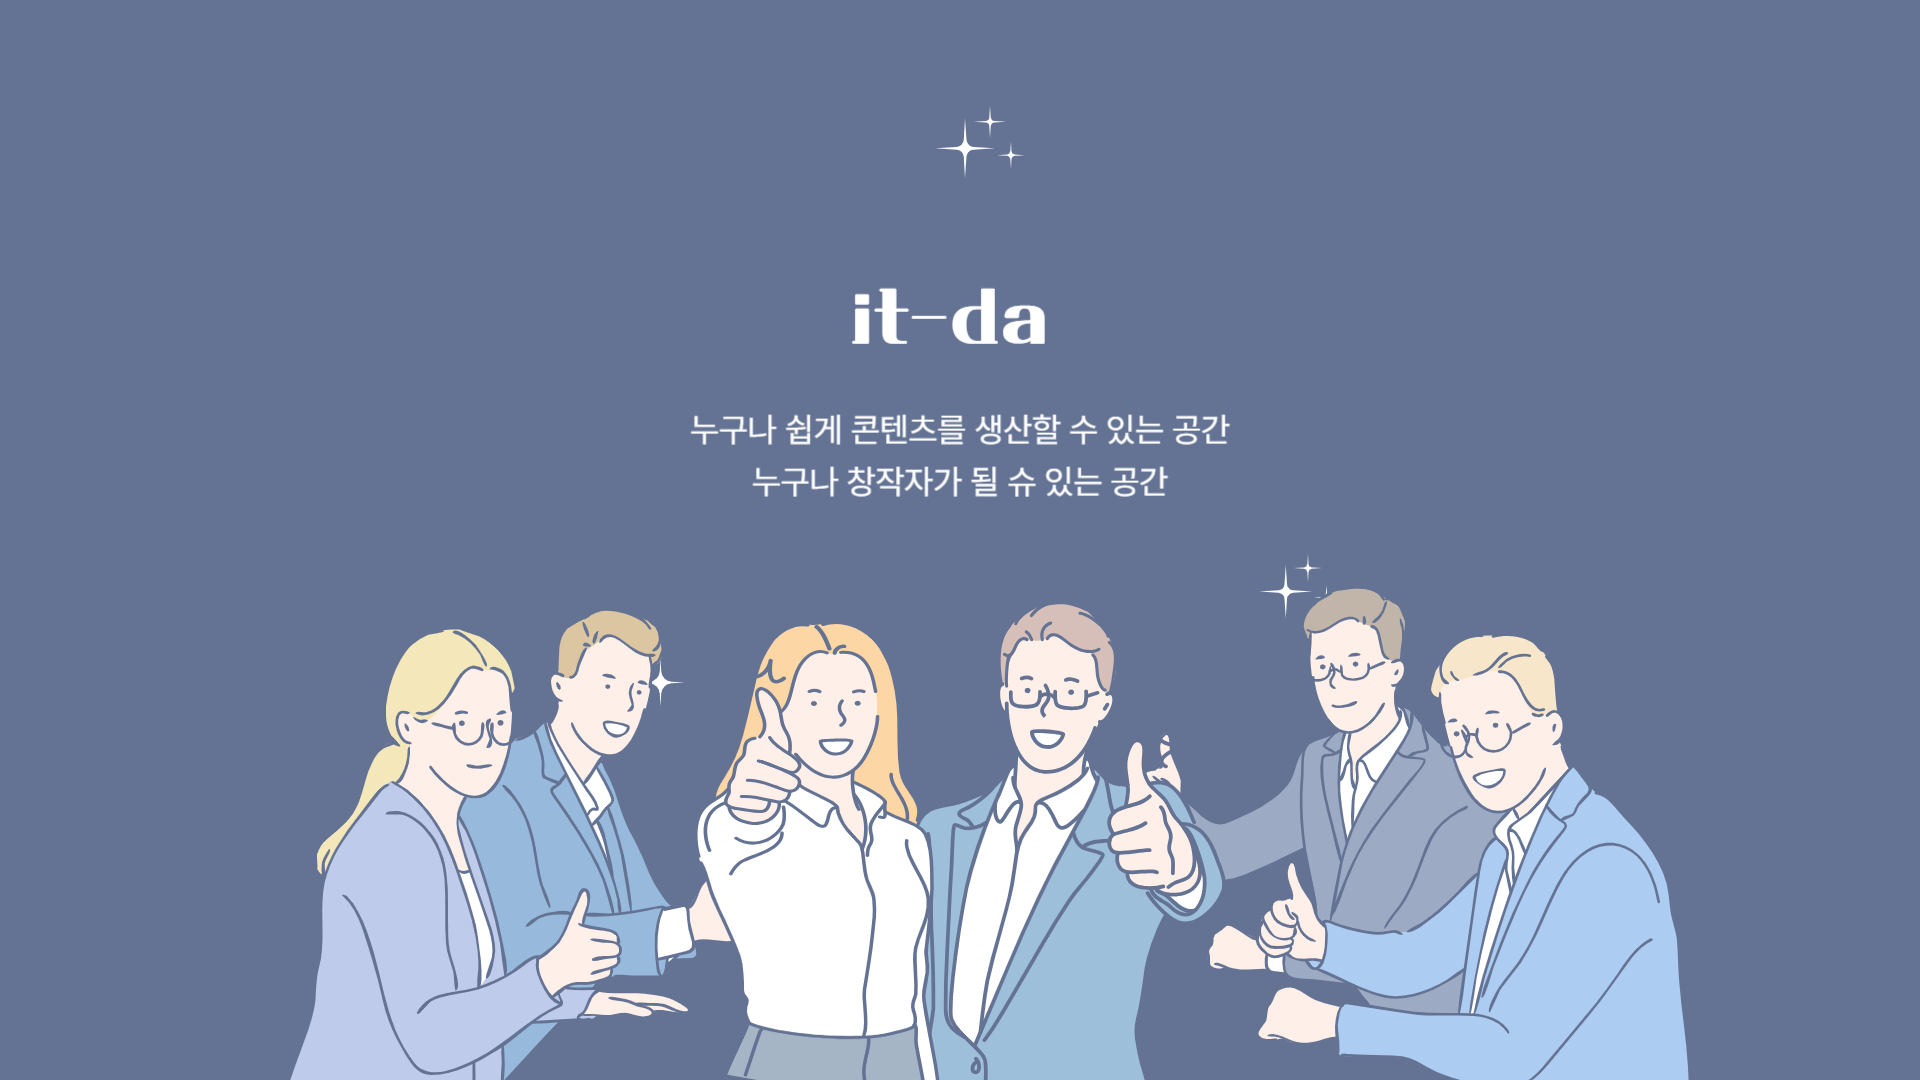 it-da
누구나 쉽게 콘텐츠를 생산할 수 있는 공간
누구나 창작자가 될 슈 있는 공간